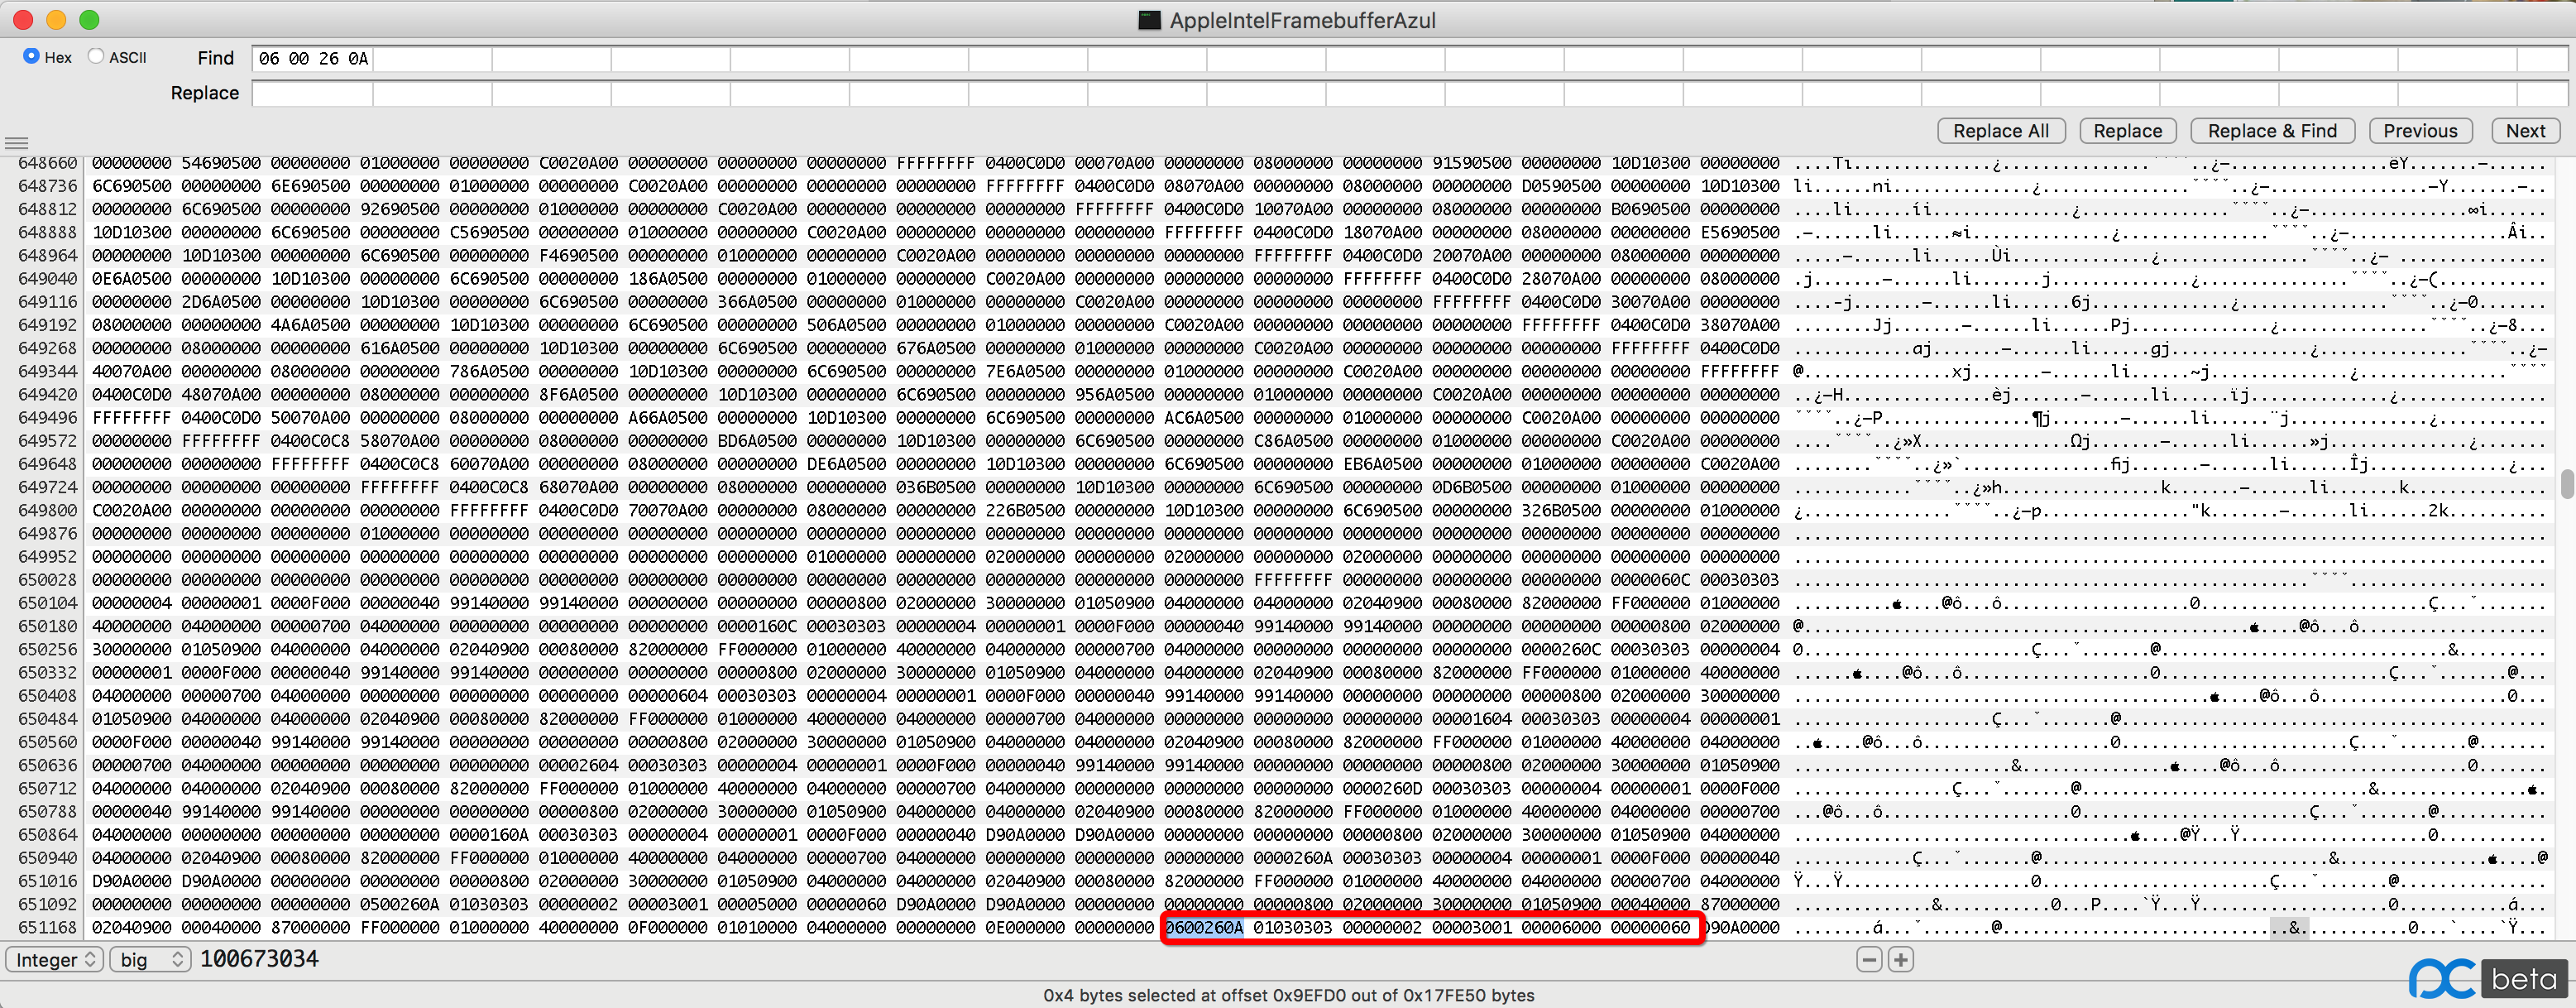 AppleIntelFramebufferAzul
Hex ASCII Find 06 00 26 0A
Replace
Replace All Replace Replace & Find Previous Next
648660 00000000 54690500 00000000 01000000 00000000 C0020A00 00000000 00000000 00000000 FFFFFFFF 0400C0D0 00070A00 00000000 08000000 00000000 91590500 00000000 10D10300 00000000
648736 6C690500 00000000 6E690500 00000000 01000000 00000000 C0020A00 00000000 00000000 00000000 FFFFFFFF 0400C0D0 08070A00 00000000 08000000 00000000 D0590500 00000000 10D10300
648812 00000000 6C690500 00000000 92690500 00000000 01000000 00000000 C0020A00 00000000 00000000 00000000 FFFFFFFF 0400C0D0 10070A00 00000000 08000000 00000000 B0690500 00000000
648888 10D10300 00000000 6C690500 00000000 C5690500 00000000 01000000 00000000 C0020A00 00000000 00000000 00000000 FFFFFFFF 0400C0D0 18070A00 00000000 08000000 00000000 E5690500
648964 00000000 10D10300 00000000 6C690500 00000000 F4690500 00000000 01000000 00000000 C0020A00 00000000 00000000 00000000 FFFFFFFF 0400C0D0 20070A00 00000000 08000000 00000000
649040 0E6A0500 00000000 10D10300 00000000 6C690500 00000000 186A0500 00000000 01000000 00000000 C0020A00 00000000 00000000 00000000 FFFFFFFF 0400C0D0 28070A00 00000000 08000000
649116 00000000 2D6A0500 00000000 10D10300 00000000 6C690500 00000000 366A0500 00000000 01000000 00000000 C0020A00 00000000 00000000 00000000 FFFFFFFF 0400C0D0 30070A00 00000000
649192 08000000 00000000 4A6A0500 00000000 10D10300 00000000 6C690500 00000000 506A0500 00000000 01000000 00000000 C0020A00 00000000 00000000 00000000 FFFFFFFF 0400C0D0 38070A00
649268 00000000 08000000 00000000 616A0500 00000000 10D10300 00000000 6C690500 00000000 676A0500 00000000 01000000 00000000 C0020A00 00000000 00000000 00000000 FFFFFFFF 0400C0D0
649344 40070A00 00000000 08000000 00000000 786A0500 00000000 10D10300 00000000 6C690500 00000000 7E6A0500 00000000 01000000 00000000 C0020A00 00000000 00000000 00000000 FFFFFFFF
649420 0400C0D0 48070A00 00000000 08000000 00000000 8F6A0500 00000000 10D10300 00000000 6C690500 00000000 956A0500 00000000 01000000 00000000 C0020A00 00000000 00000000 00000000
649496 FFFFFFFF 0400C0D0 50070A00 00000000 08000000 00000000 A66A0500 00000000 10D10300 00000000 6C690500 00000000 AC6A0500 00000000 01000000 00000000 C0020A00 00000000 00000000
649572 00000000 FFFFFFFF 0400C0C8 58070A00 00000000 08000000 00000000 BD6A0500 00000000 10D10300 00000000 6C690500 00000000 C86A0500 00000000 01000000 00000000 C0020A00 00000000
649648 00000000 00000000 FFFFFFFF 0400C0C8 60070A00 00000000 08000000 00000000 DE6A0500 00000000 10D10300 00000000 6C690500 00000000 EB6A0500 00000000 01000000 00000000 C0020A00
649724 00000000 00000000 00000000 FFFFFFFF 0400C0C8 68070A00 00000000 08000000 00000000 036B0500 00000000 10D10300 00000000 6C690500 00000000 0D6B0500 00000000 01000000 00000000
649800 C0020A00 00000000 00000000 00000000 FFFFFFFF 0400C0D0 70070A00 00000000 08000000 00000000 226B0500 00000000 10D10300 00000000 6C690500 00000000 326B0500 00000000 01000000
649876 00000000 00000000 00000000 01000000 00000000 00000000 00000000 00000000 00000000 00000000 00000000 00000000 00000000 00000000 00000000 00000000 00000000 00000000 00000000
649952 00000000 00000000 00000000 00000000 00000000 00000000 00000000 00000000 01000000 00000000 02000000 00000000 02000000 00000000 02000000 00000000 00000000 00000000 00000000
650028 00000000 00000000 00000000 00000000 00000000 00000000 00000000 00000000 00000000 00000000 00000000 00000000 00000000 FFFFFFFF 00000000 00000000 00000000 0000060C 00030303
650104 00000004 00000001 0000F000 00000040 99140000 99140000 00000000 00000000 00000800 02000000 30000000 01050900 04000000 04000000 02040900 00080000 82000000 FF000000 01000000
650180 40000000 04000000 00000700 04000000 00000000 00000000 00000000 0000160C 00030303 00000004 00000001 0000F000 00000040 99140000 99140000 00000000 00000000 00000800 02000000
650256 30000000 01050900 04000000 04000000 02040900 00080000 82000000 FF000000 01000000 40000000 04000000 00000700 04000000 00000000 00000000 00000000 0000260C 00030303 00000004
650332 00000001 0000F000 00000040 99140000 99140000 00000000 00000000 00000800 02000000 30000000 01050900 04000000 04000000 02040900 00080000 82000000 FF000000 01000000 40000000
650408 04000000 00000700 04000000 00000000 00000000 00000000 00000604 00030303 00000004 00000001 0000F000 00000040 99140000 99140000 00000000 00000000 00000800 02000000 30000000
650484 01050900 04000000 04000000 02040900 00080000 82000000 FF000000 01000000 40000000 04000000 00000700 04000000 00000000 00000000 00000000 00001604 00030303 00000004 00000001
650560 0000F000 00000040 99140000 99140000 00000000 00000000 00000800 02000000 30000000 01050900 04000000 04000000 02040900 00080000 82000000 FF000000 01000000 40000000 04000000
650636 00000700 04000000 00000000 00000000 00000000 00002604 00030303 00000004 00000001 0000F000 00000040 99140000 99140000 00000000 00000000 00000800 02000000 30000000 01050900
650712 04000000 04000000 02040900 00080000 82000000 FF000000 01000000 40000000 04000000 00000700 04000000 00000000 00000000 00000000 0000260D 00030303 00000004 00000001 0000F000
650788 00000040 99140000 99140000 00000000 00000000 00000800 02000000 30000000 01050900 04000000 04000000 02040900 00080000 82000000 FF000000 01000000 40000000 04000000 00000700
650864 04000000 00000000 00000000 00000000 0000160A 00030303 00000004 00000001 0000F000 00000040 D90A0000 D90A0000 00000000 00000000 00000800 02000000 30000000 01050900 04000000
650940 04000000 02040900 00080000 82000000 FF000000 01000000 40000000 04000000 00000700 04000000 00000000 00000000 00000000 0000260A 00030303 00000004 00000001 0000F000 00000040
651016 D90A0000 D90A0000 00000000 00000000 00000800 02000000 30000000 01050900 04000000 04000000 02040900 00080000 82000000 FF000000 01000000 40000000 04000000 00000700 04000000
651092 00000000 00000000 00000000 0500260A 01030303 00000002 00003001 00005000 00000060 D90A0000 D90A0000 00000000 00000000 00000800 02000000 30000000 01050900 00040000 87000000
651168 02040900 00040000 87000000 FF000000 01000000 40000000 0F000000 01010000 04000000 00000000 0E000000 00000000 0600260A 01030303 00000002 00003001 00006000 00000060 D90A0000
Integer big 100673034
0x4 bytes selected at offset 0x9EFD0 out of 0x17FE50 bytes
pc beta